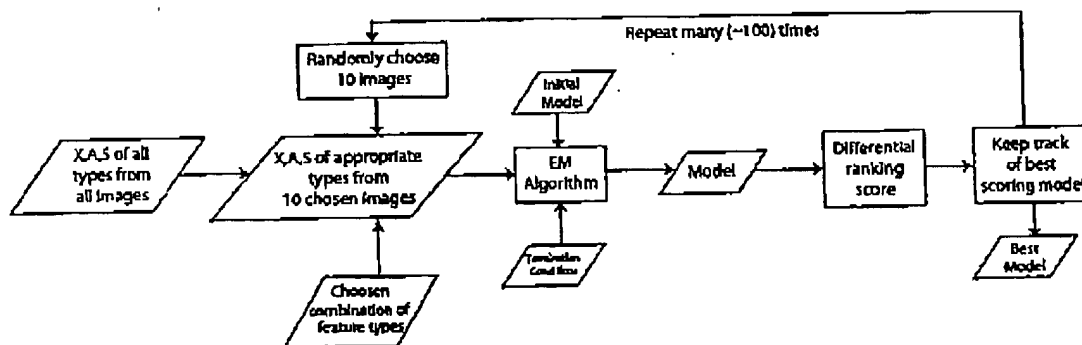 Repeat many (~100) times
Randomly choose
10 images
Initial
Model
X,A,S of all
types from
all images
X,A,S of appropriate
types from
10 chosen images
EM
Algorithm
Model
Differential
ranking
score
Keep track
of best
scoring model
Termination
Conditions
Best
Model
Choosen
combination of
feature types